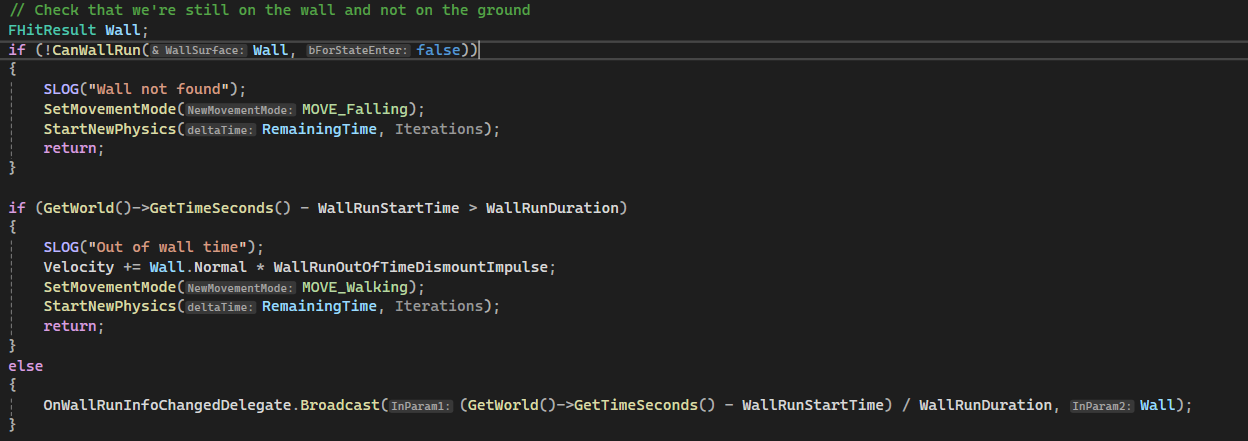 // Check that we're still on the wall and not on the ground
FHitResult Wall;
if (!CanWallRun(& WallSurface: Wall, bForStateEnter: false))
{
SLOG("Wall not found");
SetMovementMode(NewMovementMode: MOVE_Falling);
StartNewPhysics(deltaTime: RemainingTime, Iterations);
return;
}
if (GetWorld()->GetTimeSeconds() - WallRunStartTime > WallRunDuration)
{
SLOG("Out of wall time");
Velocity += Wall.Normal * WallRunOutOfTimeDismountImpulse;
SetMovementMode(NewMovementMode: MOVE_Walking);
StartNewPhysics(deltaTime: RemainingTime, Iterations);
return;
}
else
{
OnWallRunInfoChangedDelegate.Broadcast(InParam1: (GetWorld()->GetTimeSeconds() - WallRunStartTime) / WallRunDuration, InParam2: Wall);
}